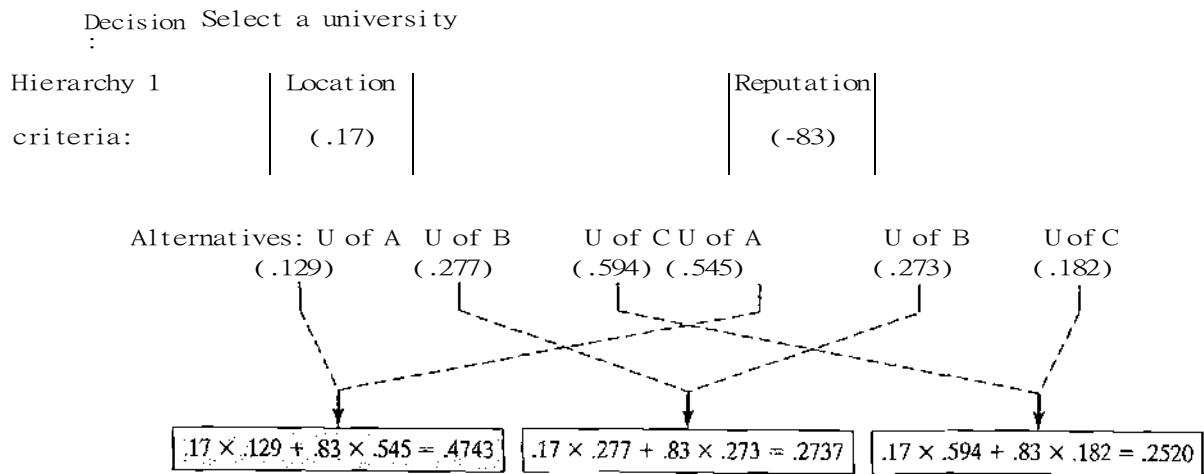 Decision Select a university
:
Hierarchy 1 Location Reputation
criteria: (.17) (-83)
Alternatives: U of A U of B U of C U of A U of B U of C
(.129) (.277) (.594) (.545) (.273) (.182)
.17 × .129 + .83 × .545 = .4743 .17 × .277 + .83 × .273 = .2737 .17 × .594 + .83 × .182 = .2520